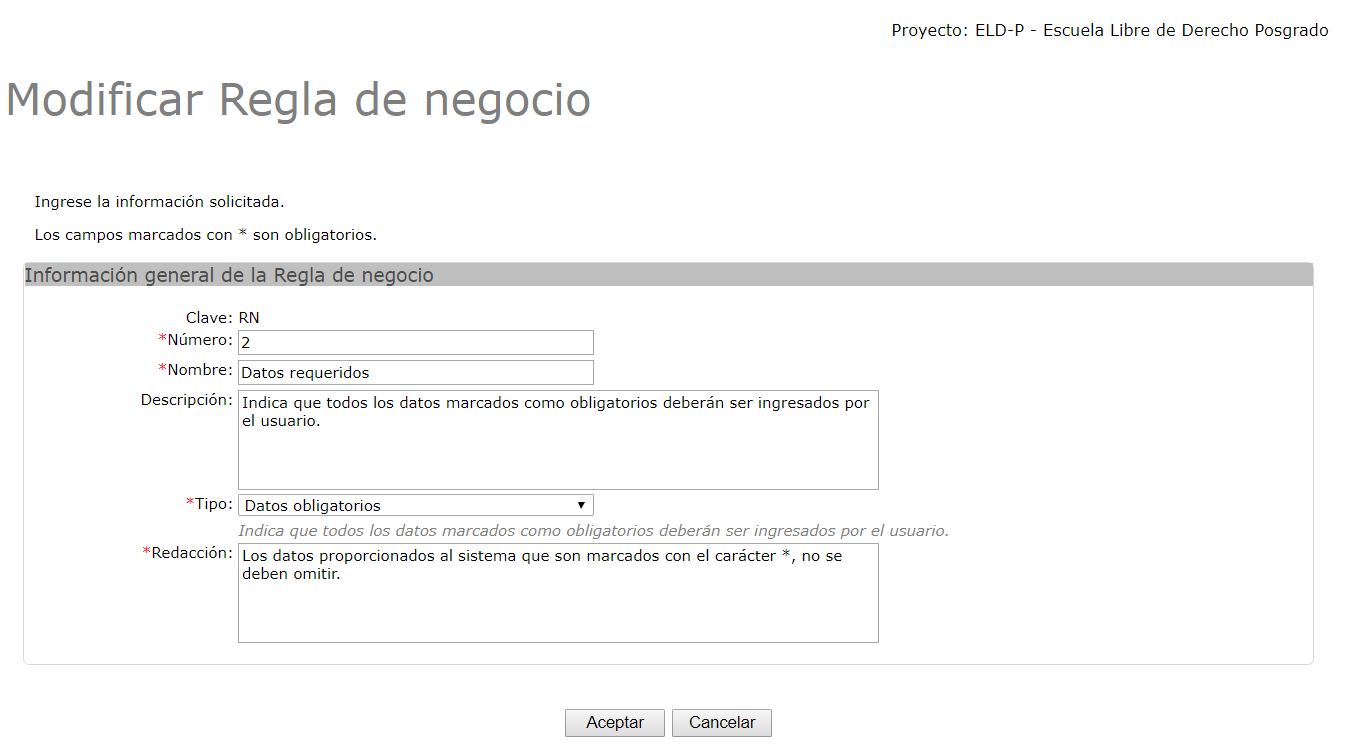 Proyecto: ELD-P - Escuela Libre de Derecho Posgrado
Modificar Regla de negocio
Ingrese la información solicitada.
Los campos marcados con * son obligatorios.
Información general de la Regla de negocio
Clave: RN
*Número: 2
*Nombre: Datos requeridos
Descripción: Indica que todos los datos marcados como obligatorios deberán ser ingresados por
el usuario.
*Tipo: Datos obligatorios
Indica que todos los datos marcados como obligatorios deberán ser ingresados por el usuario.
*Redacción: Los datos proporcionados al sistema que son marcados con el carácter *, no se
deben omitir.
Aceptar Cancelar